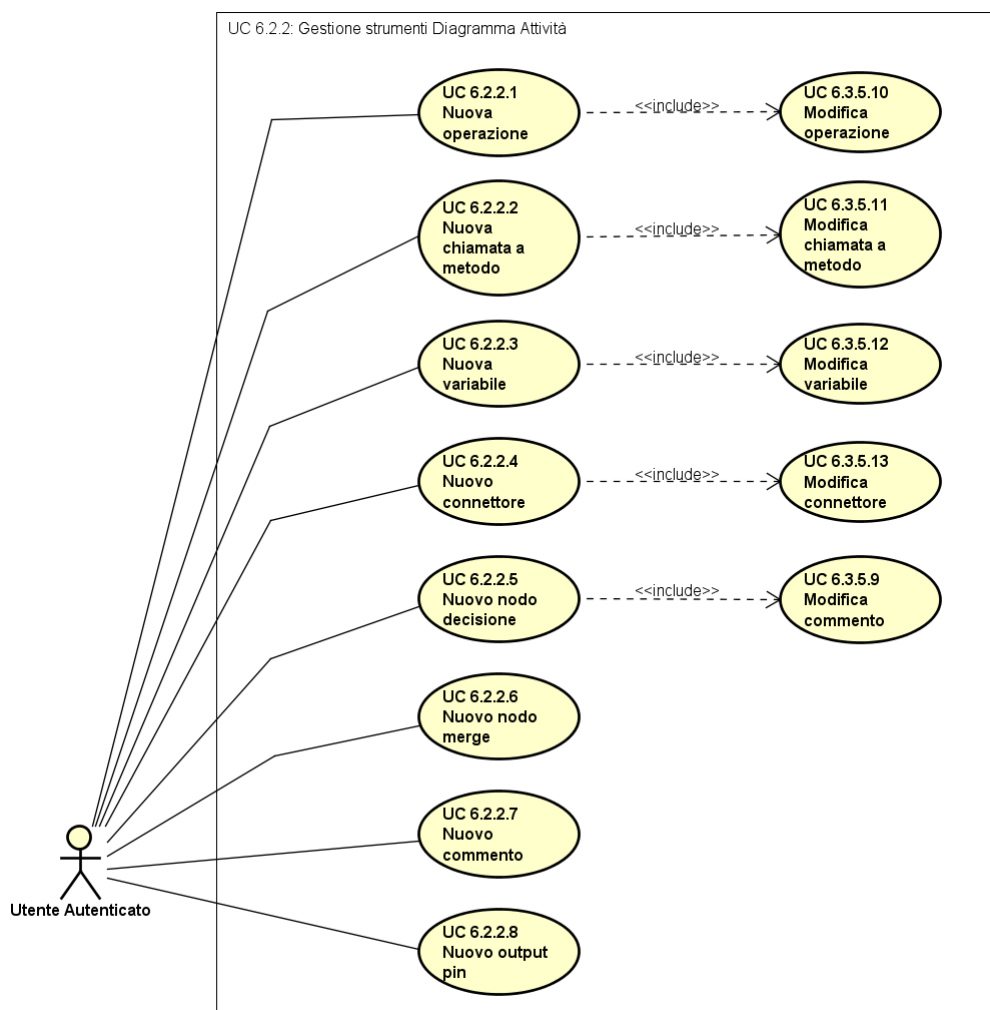 UC 6.2.2: Gestione strumenti Diagramma Attività
UC 6.2.2.1
Nuova
operazione
<<include>>
UC 6.3.5.10
Modifica
operazione
UC 6.2.2.2
Nuova
chiamata a
metodo
<<include>>
UC 6.3.5.11
Modifica
chiamata a
metodo
UC 6.2.2.3
Nuova
variabile
<<include>>
UC 6.3.5.12
Modifica
variabile
UC 6.2.2.4
Nuovo
connettore
<<include>>
UC 6.3.5.13
Modifica
connettore
UC 6.2.2.5
Nuovo nodo
decisione
<<include>>
UC 6.3.5.9
Modifica
commento
UC 6.2.2.6
Nuovo nodo
merge
UC 6.2.2.7
Nuovo
commento
Utente Autenticato
UC 6.2.2.8
Nuovo output
pin